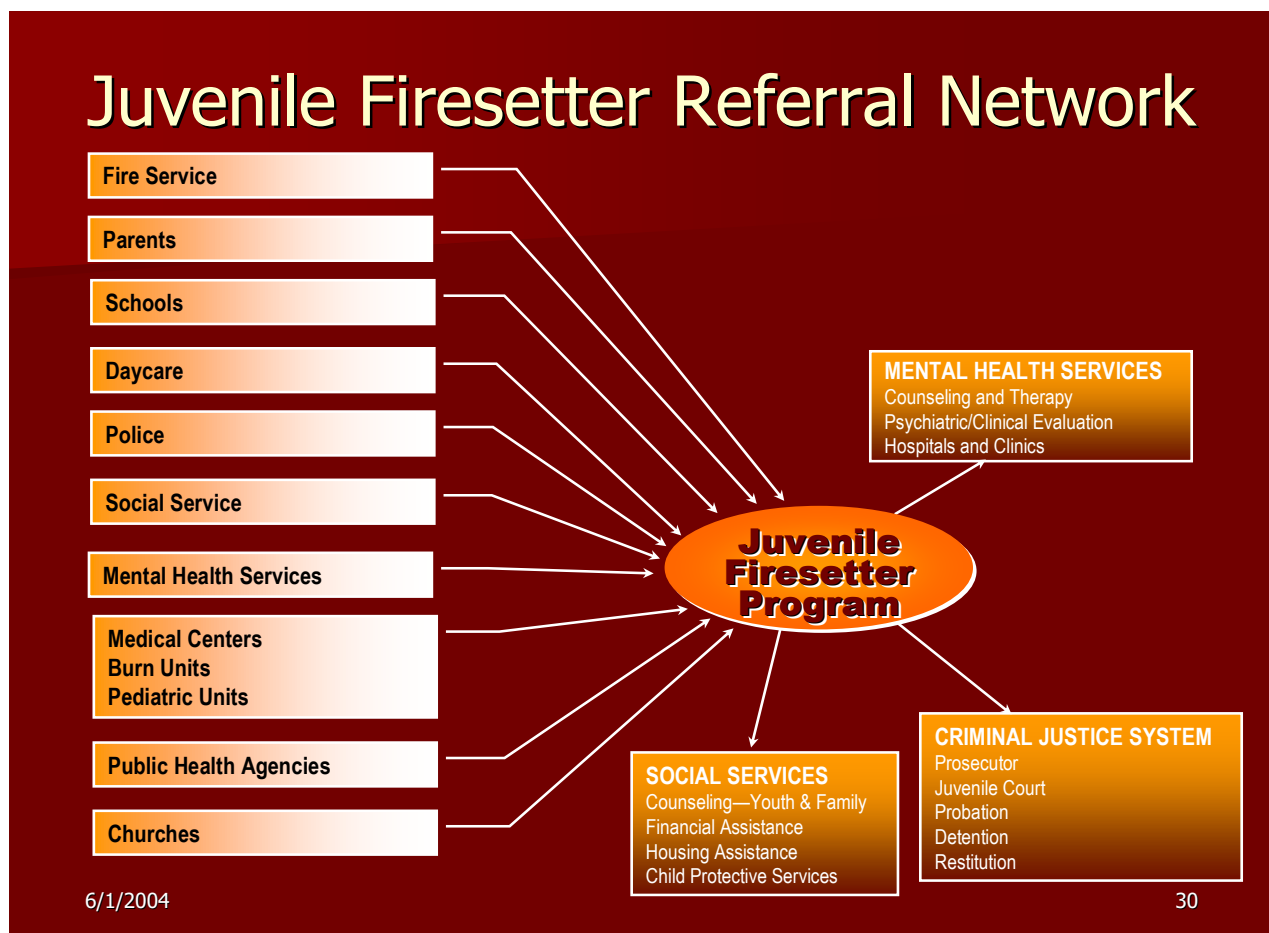 Juvenile Firesetter Referral Network
Fire Service
Parents
Schools
Daycare
Police
Social Service
Mental Health Services
Medical Centers
Burn Units
Pediatric Units
Public Health Agencies
Churches
Juvenile
Firesetter
Program
MENTAL HEALTH SERVICES
Counseling and Therapy
Psychiatric/Clinical Evaluation
Hospitals and Clinics
SOCIAL SERVICES
Counseling—Youth & Family
Financial Assistance
Housing Assistance
Child Protective Services
CRIMINAL JUSTICE SYSTEM
Prosecutor
Juvenile Court
Probation
Detention
Restitution
6/1/2004
30